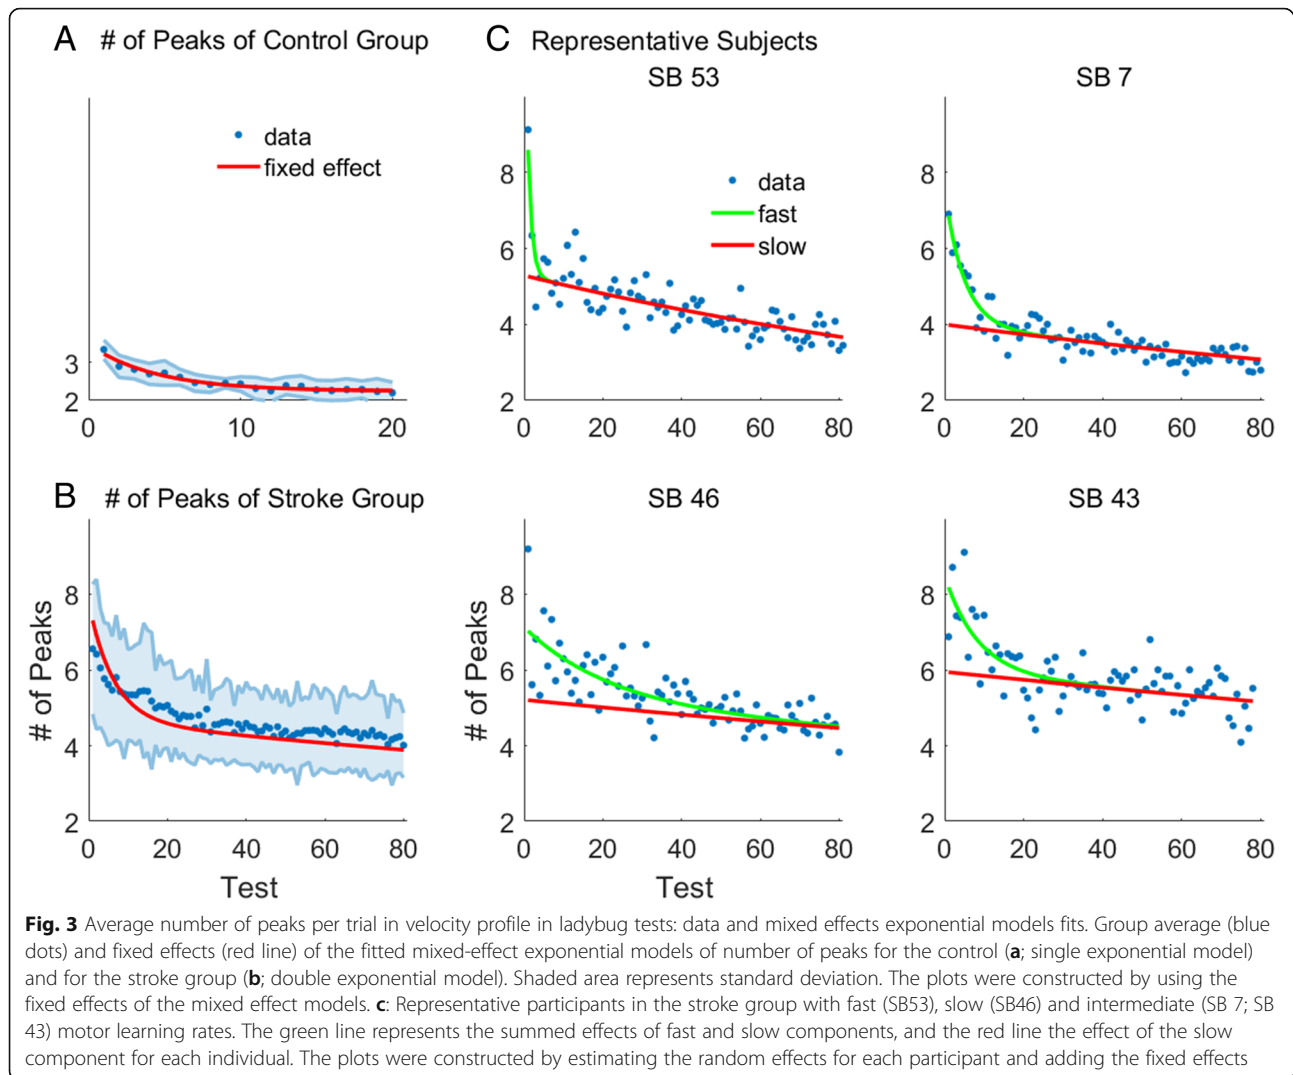 A # of Peaks of Control Group
data
fixed effect
3
2
0 10 20
C Representative Subjects
SB 53
data
fast
slow
8
6
4
2
0 20 40 60 80
SB 7
8
6
4
2
0 20 40 60 80
B # of Peaks of Stroke Group
# of Peaks
8
6
4
2
0 20 40 60 80
Test
SB 46
# of Peaks
8
6
4
2
0 20 40 60 80
Test
SB 43
8
6
4
2
0 20 40 60 80
Fig. 3 Average number of peaks per trial in velocity profile in ladybug tests: data and mixed effects exponential models fits. Group average (blue
dots) and fixed effects (red line) of the fitted mixed-effect exponential models of number of peaks for the control (a; single exponential model)
and for the stroke group (b; double exponential model). Shaded area represents standard deviation. The plots were constructed by using the
fixed effects of the mixed effect models. c: Representative participants in the stroke group with fast (SB53), slow (SB46) and intermediate (SB 7; SB
43) motor learning rates. The green line represents the summed effects of fast and slow components, and the red line the effect of the slow
component for each individual. The plots were constructed by estimating the random effects for each participant and adding the fixed effects